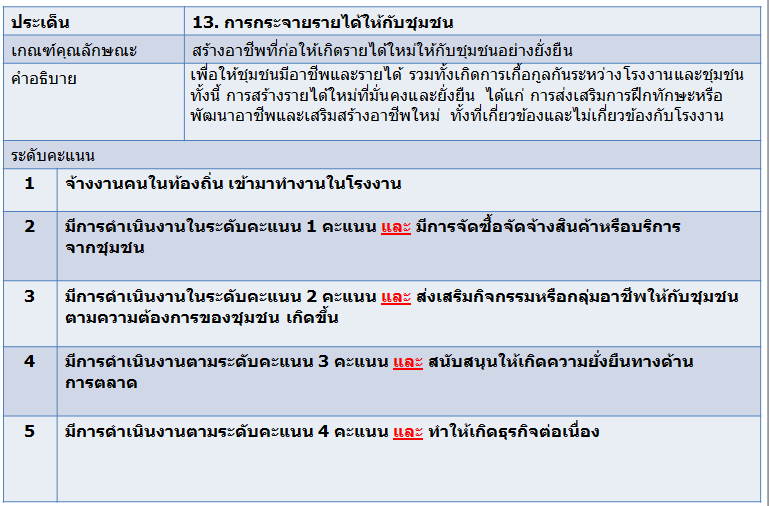 ประเด็น 13. การกระจายรายได้ให้กับชุมชน
เกณฑ์คุณลักษณะ สร้างอาชีพที่ก่อให้เกิดรายได้ใหม่ให้กับชุมชนอย่างยั่งยืน
คำอธิบาย เพื่อให้ชุมชนมีอาชีพและรายได้ รวมทั้งเกิดการเกื้อกูลกันระหว่างโรงงานและชุมชน
ทั้งนี้ การสร้างรายได้ใหม่ที่มั่นคงและยั่งยืน ได้แก่ การส่งเสริมการฝึกทักษะหรือ
พัฒนาอาชีพและเสริมสร้างอาชีพใหม่ ทั้งที่เกี่ยวข้องและไม่เกี่ยวข้องกับโรงงาน
ระดับคะแนน
1 จ้างงานคนในท้องถิ่น เข้ามาทำงานในโรงงาน
2 มีการดำเนินงานในระดับคะแนน 1 คะแนน และ มีการจัดซื้อจัดจ้างสินค้าหรือบริการ
จากชุมชน
3 มีการดำเนินงานในระดับคะแนน 2 คะแนน และ ส่งเสริมกิจกรรมหรือกลุ่มอาชีพให้กับชุมชน
ตามความต้องการของชุมชน เกิดขึ้น
4 มีการดำเนินงานตามระดับคะแนน 3 คะแนน และ สนับสนุนให้เกิดความยั่งยืนทางด้าน
การตลาด
5 มีการดำเนินงานตามระดับคะแนน 4 คะแนน และ ทำให้เกิดธุรกิจต่อเนื่อง